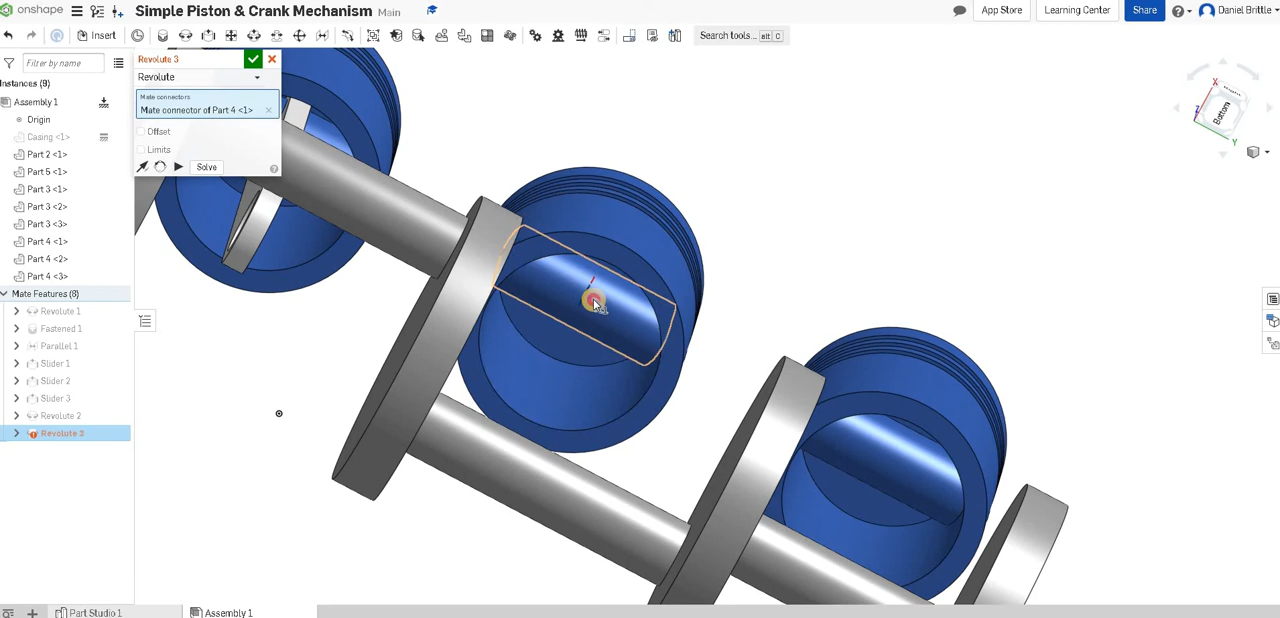 onshape Simple Piston & Crank Mechanism Main App Store Learning Center Share Daniel Brittle
Insert Search tools... alt C
Filter by name
Instances (9)
Assembly 1
Origin
Casing <1>
Part 2 <1>
Part 5 <1>
Part 3 <1>
Part 3 <2>
Part 3 <3>
Part 4 <1>
Part 4 <2>
Part 4 <3>
Mate Features (8)
Revolute 1
Fastened 1
Parallel 1
Slider 1
Slider 2
Slider 3
Revolute 2
Revolute 3
Revolute 3
Revolute
Mate connectors
Mate connector of Part 4 <1>
Offset
Limits
Solve
X
Bottom
Z
Y
Part Studio 1 Assembly 1